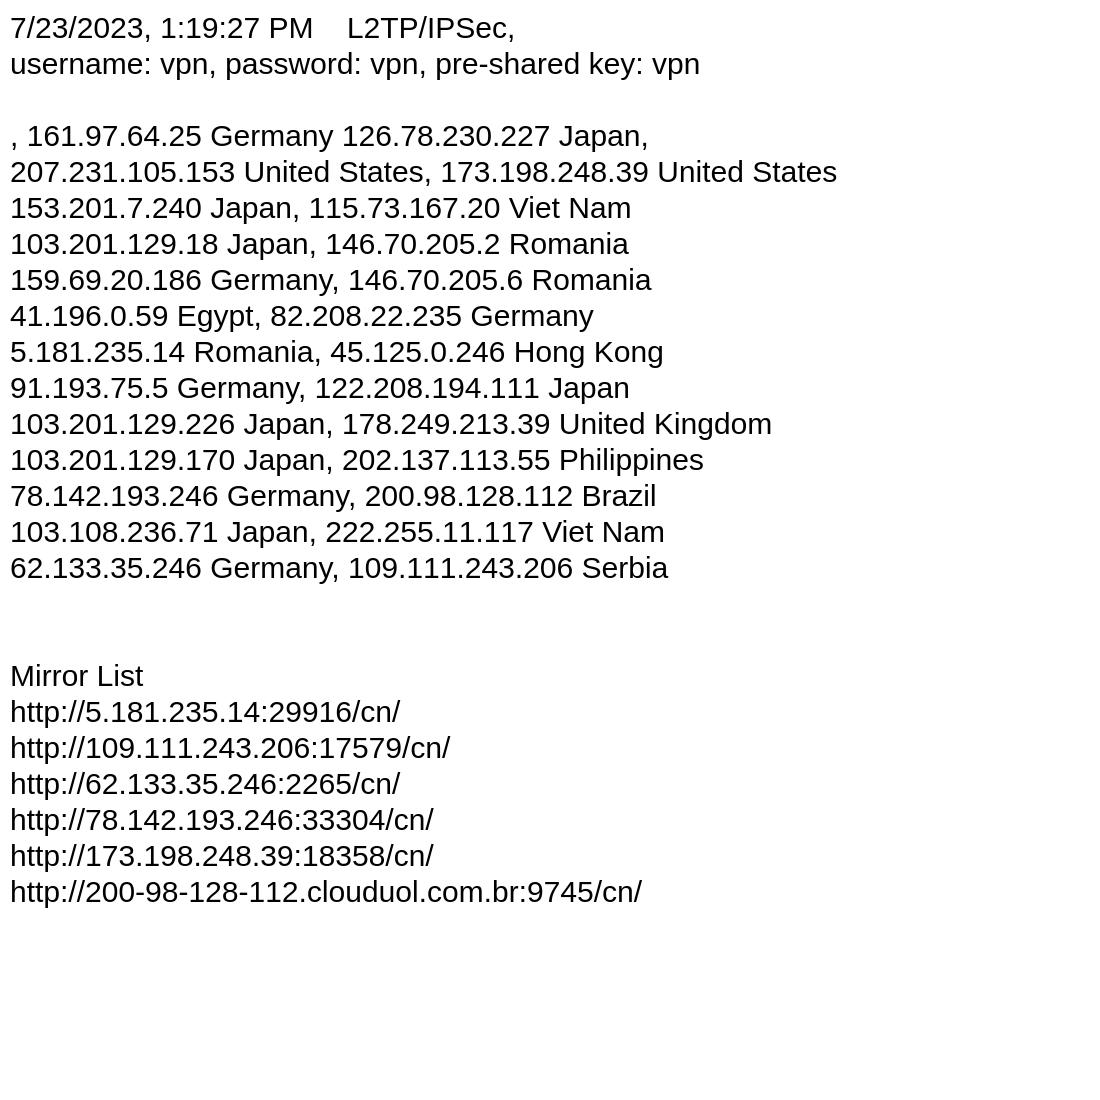 7/23/2023, 1:19:27 PM    L2TP/IPSec,
username: vpn, password: vpn, pre-shared key: vpn
, 161.97.64.25 Germany 126.78.230.227 Japan,
207.231.105.153 United States, 173.198.248.39 United States
153.201.7.240 Japan, 115.73.167.20 Viet Nam
103.201.129.18 Japan, 146.70.205.2 Romania
159.69.20.186 Germany, 146.70.205.6 Romania
41.196.0.59 Egypt, 82.208.22.235 Germany
5.181.235.14 Romania, 45.125.0.246 Hong Kong
91.193.75.5 Germany, 122.208.194.111 Japan
103.201.129.226 Japan, 178.249.213.39 United Kingdom
103.201.129.170 Japan, 202.137.113.55 Philippines
78.142.193.246 Germany, 200.98.128.112 Brazil
103.108.236.71 Japan, 222.255.11.117 Viet Nam
62.133.35.246 Germany, 109.111.243.206 Serbia
Mirror List
http://5.181.235.14:29916/cn/
http://109.111.243.206:17579/cn/
http://62.133.35.246:2265/cn/
http://78.142.193.246:33304/cn/
http://173.198.248.39:18358/cn/
http://200-98-128-112.clouduol.com.br:9745/cn/